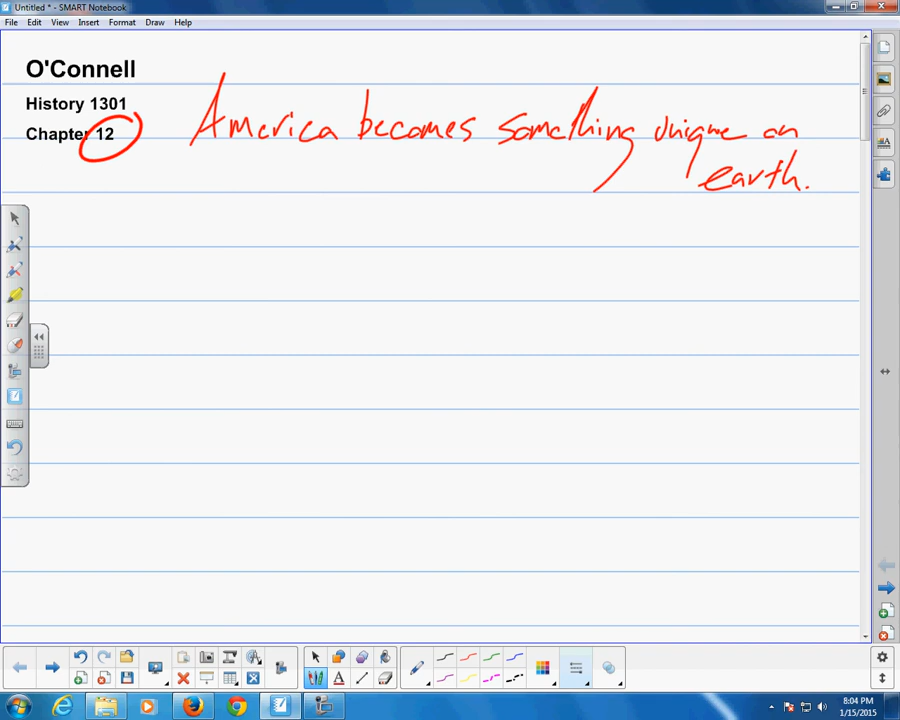 Untitled * - SMART Notebook
File Edit View Insert Format Draw Help
O'Connell
History 1301
Chapter 12
America becomes something unique on
earth.
8:04 PM
1/15/2015